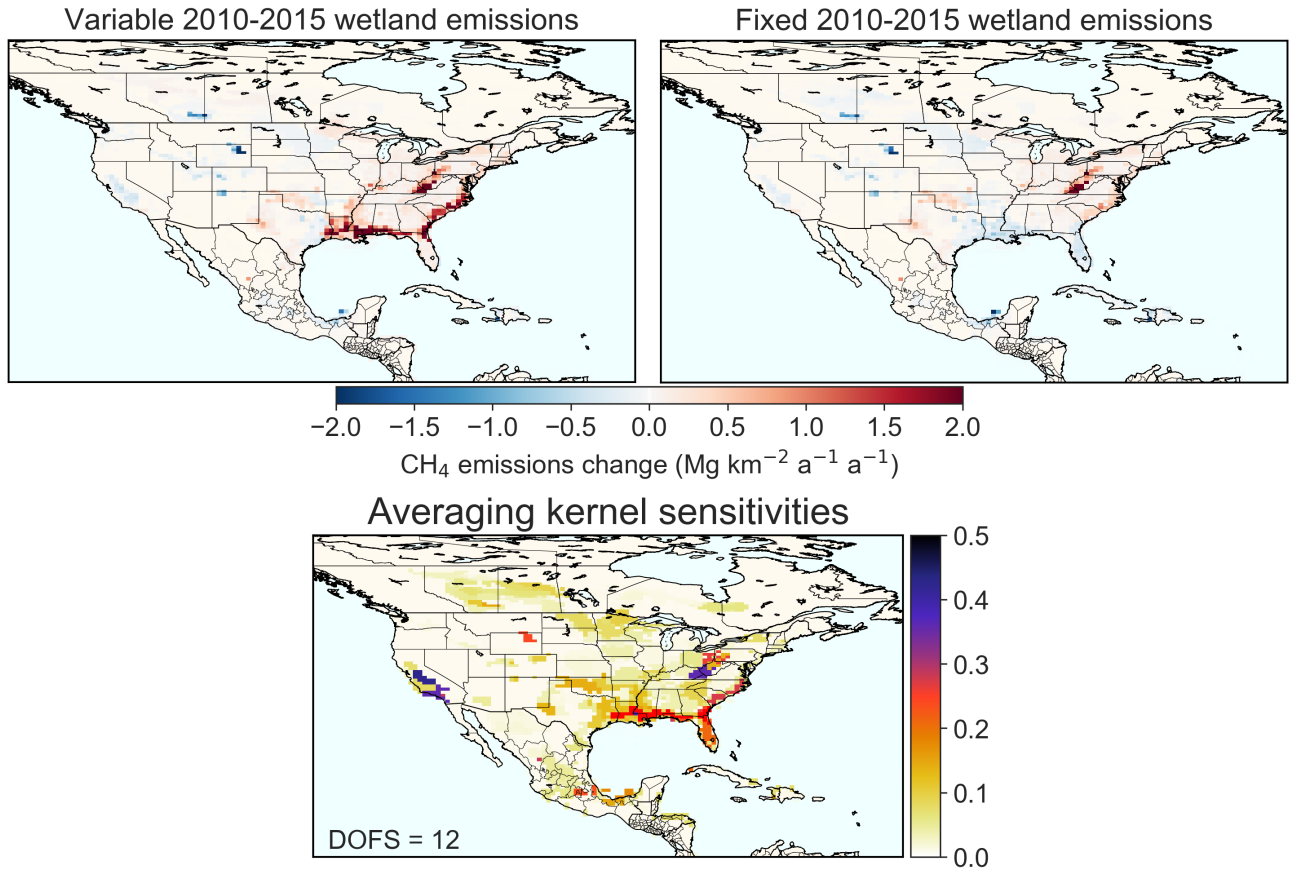 Variable 2010-2015 wetland emissions
Fixed 2010-2015 wetland emissions
−2.0 −1.5 −1.0 −0.5 0.0 0.5 1.0 1.5 2.0
CH₄ emissions change (Mg km⁻² a⁻¹ a⁻¹)
Averaging kernel sensitivities
0.5
0.4
0.3
0.2
0.1
0.0
DOFS = 12